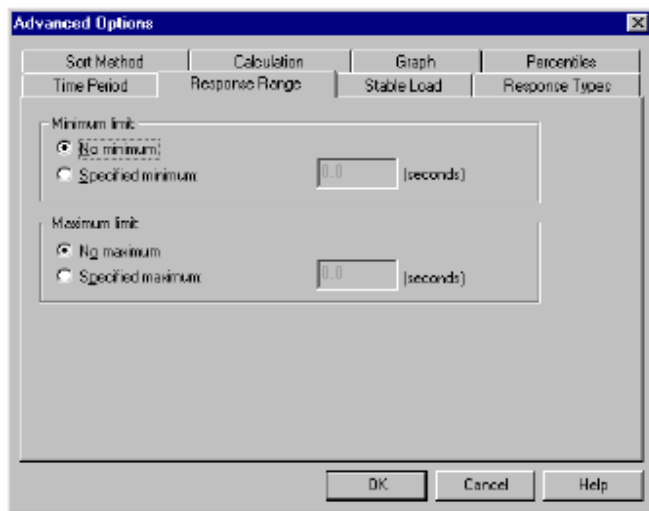 Advanced Options
Sort Method Calculation Graph Percentiles
Time Period Response Range Stable Load Response Types
Minimum limit:
No minimum:
Specified minimum: 0.0 (seconds)
Maximum limit:
No maximum
Specified maximum: 0.0 (seconds)
OK Cancel Help